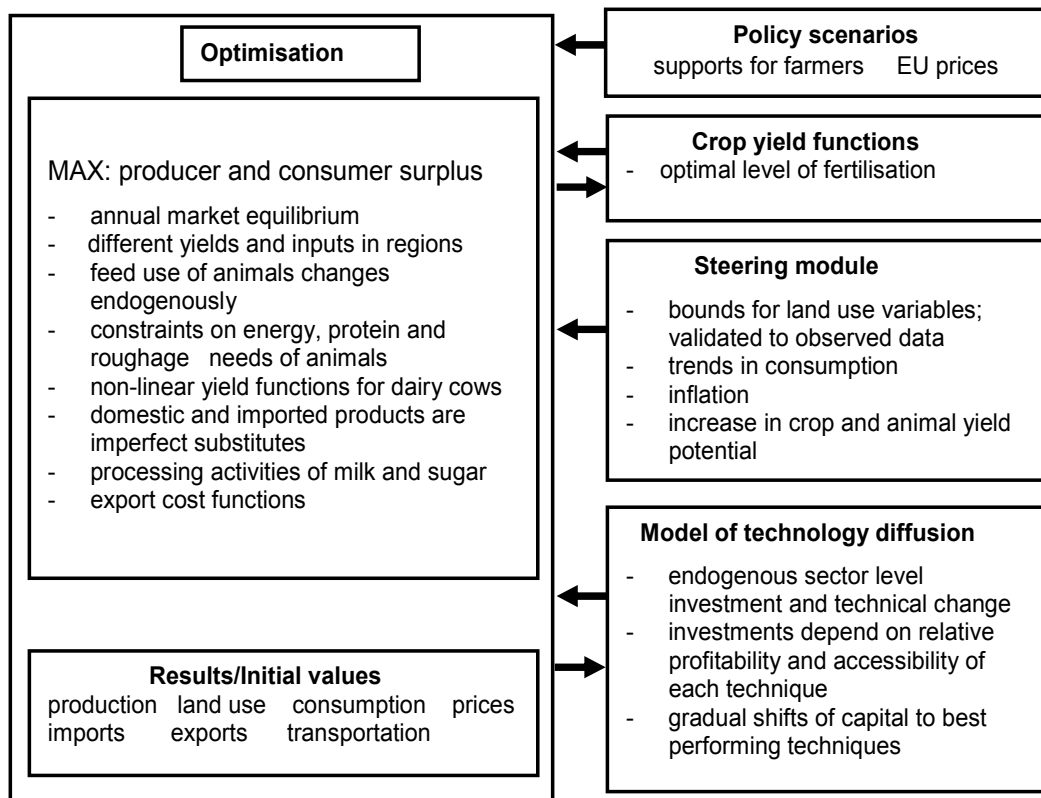 Optimisation
MAX: producer and consumer surplus
- annual market equilibrium
- different yields and inputs in regions
- feed use of animals changes
endogenously
- constraints on energy, protein and
roughage needs of animals
- non-linear yield functions for dairy cows
- domestic and imported products are
imperfect substitutes
- processing activities of milk and sugar
- export cost functions
Results/Initial values
production land use consumption prices
imports exports transportation
Policy scenarios
supports for farmers EU prices
Crop yield functions
- optimal level of fertilisation
Steering module
- bounds for land use variables;
validated to observed data
- trends in consumption
- inflation
- increase in crop and animal yield
potential
Model of technology diffusion
- endogenous sector level
investment and technical change
- investments depend on relative
profitability and accessibility of
each technique
- gradual shifts of capital to best
performing techniques